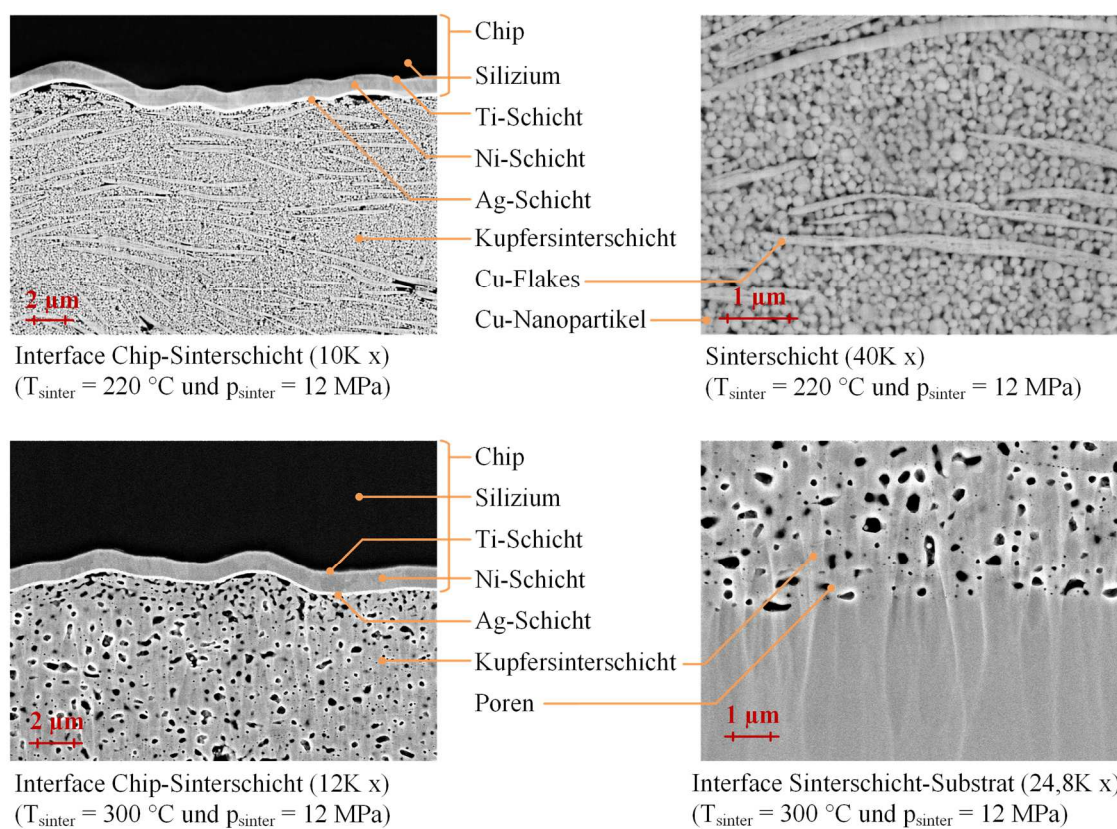 Chip
Silizium
Ti-Schicht
Ni-Schicht
Ag-Schicht
Kupfersinterschicht
Cu-Flakes
Cu-Nanopartikel
2 µm
1 µm
Interface Chip-Sinterschicht (10K x)
(Tsinter = 220 °C und psinter = 12 MPa)
Sinterschicht (40K x)
(Tsinter = 220 °C und psinter = 12 MPa)
Chip
Silizium
Ti-Schicht
Ni-Schicht
Ag-Schicht
Kupfersinterschicht
Poren
2 µm
1 µm
Interface Chip-Sinterschicht (12K x)
(Tsinter = 300 °C und psinter = 12 MPa)
Interface Sinterschicht-Substrat (24,8K x)
(Tsinter = 300 °C und psinter = 12 MPa)